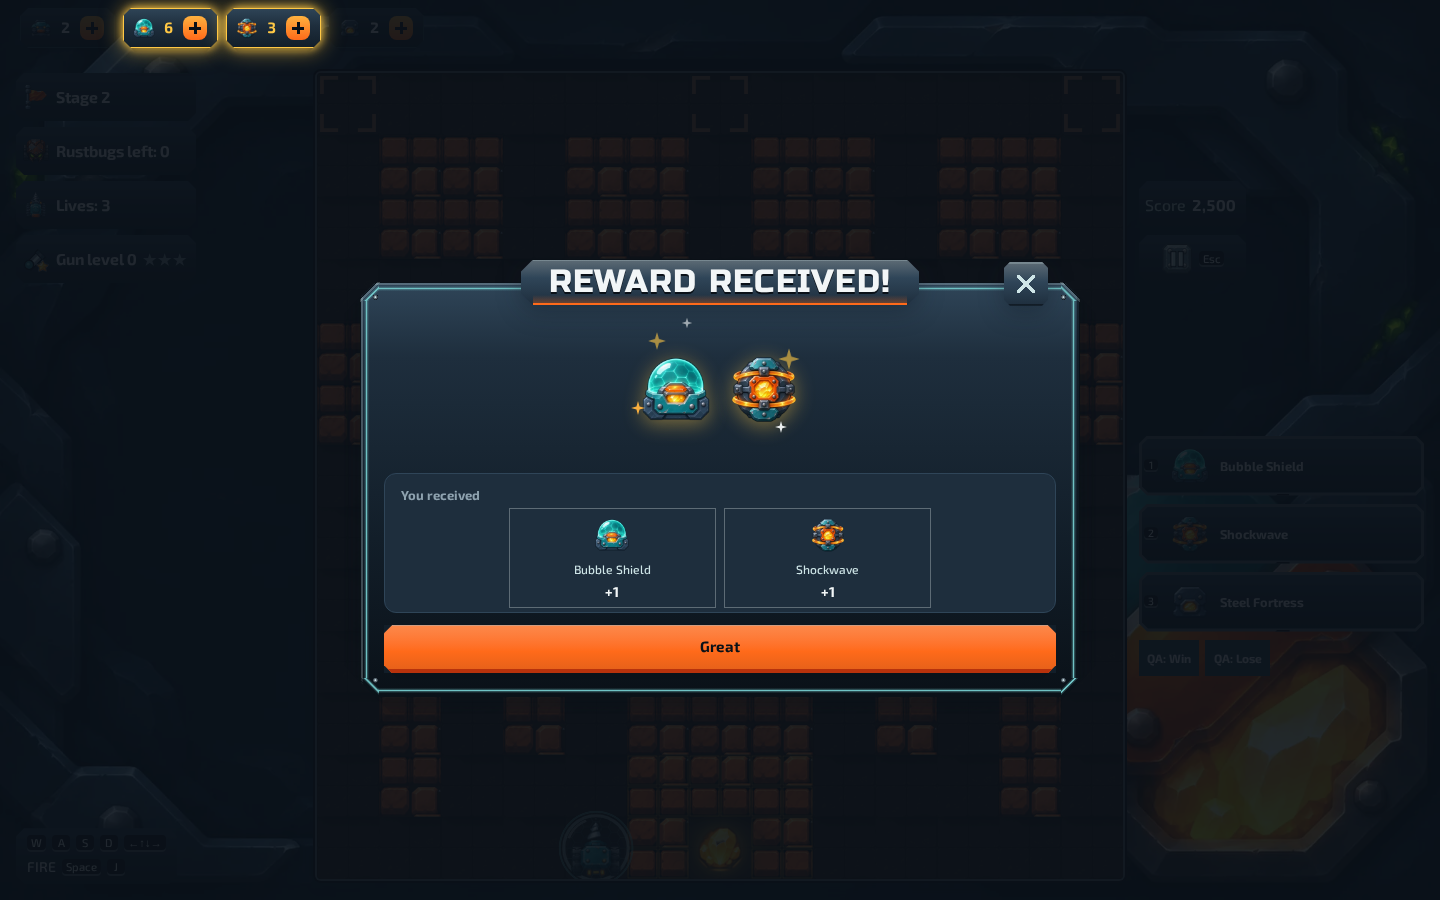 2
6
3
2
Stage 2
Rustbugs left: 0
Lives: 3
Gun level 0 ★★★
Score 2,500
Esc
REWARD RECEIVED!
You received
Bubble Shield
+1
Shockwave
+1
Great
1 Bubble Shield
2 Shockwave
3 Steel Fortress
QA: Win QA: Lose
W A S D ←↑↓→
FIRE Space J